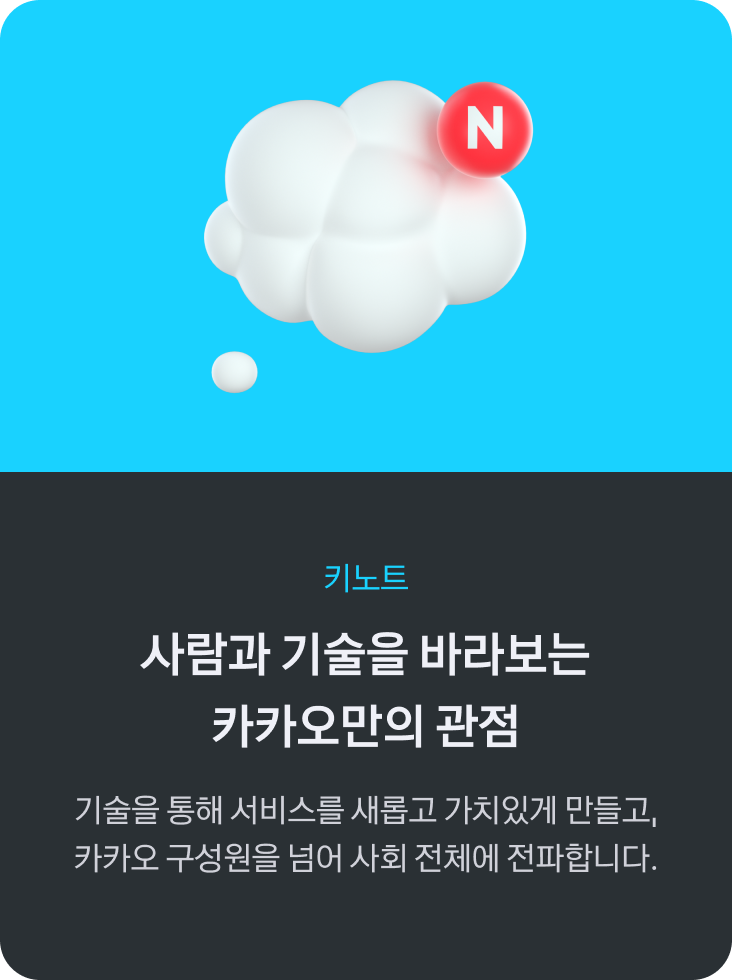 N
키노트
사람과 기술을 바라보는
카카오만의 관점
기술을 통해 서비스를 새롭고 가치있게 만들고,
카카오 구성원을 넘어 사회 전체에 전파합니다.